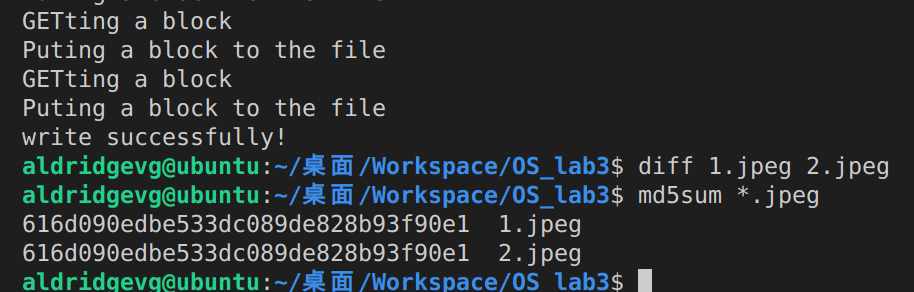 GETting a block
Puting a block to the file
GETting a block
Puting a block to the file
write successfully!
aldridgevg@ubuntu:~/桌面/Workspace/OS_lab3$ diff 1.jpeg 2.jpeg
aldridgevg@ubuntu:~/桌面/Workspace/OS_lab3$ md5sum *.jpeg
616d090edbe533dc089de828b93f90e1  1.jpeg
616d090edbe533dc089de828b93f90e1  2.jpeg
aldridgevg@ubuntu:~/桌面/Workspace/OS_lab3$